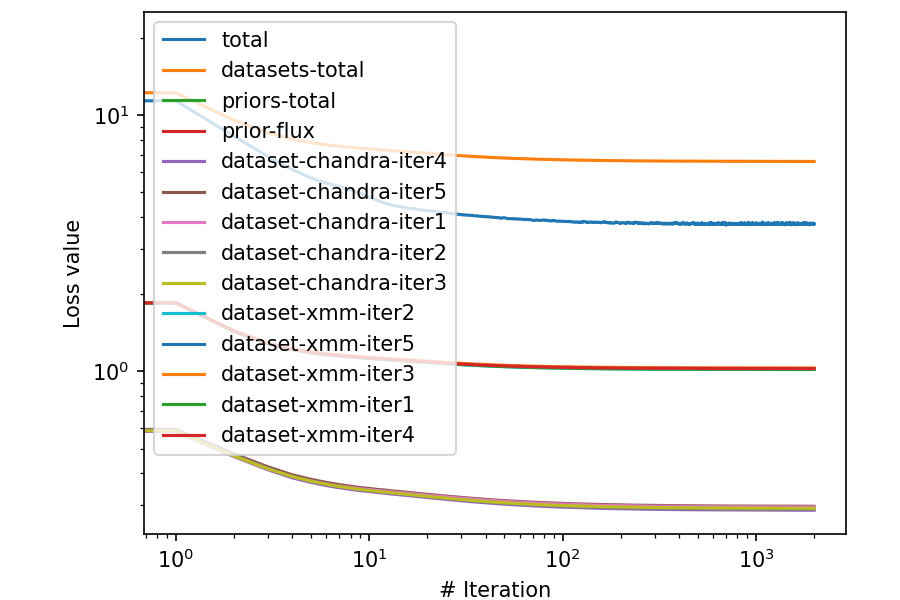 10¹
10⁰
Loss value
total
datasets-total
priors-total
prior-flux
dataset-chandra-iter4
dataset-chandra-iter5
dataset-chandra-iter1
dataset-chandra-iter2
dataset-chandra-iter3
dataset-xmm-iter2
dataset-xmm-iter5
dataset-xmm-iter3
dataset-xmm-iter1
dataset-xmm-iter4
10⁰ 10¹ 10² 10³
# Iteration